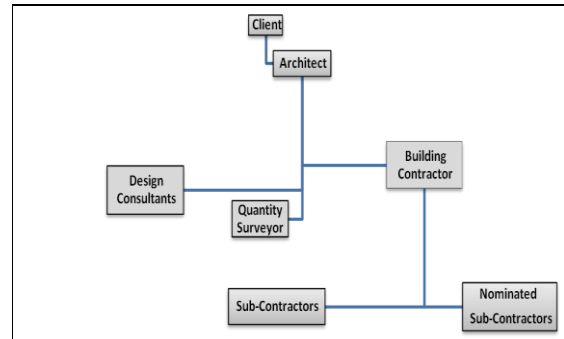 Client
Architect
Building
Contractor
Design
Consultants
Quantity
Surveyor
Sub-Contractors
Nominated
Sub-Contractors